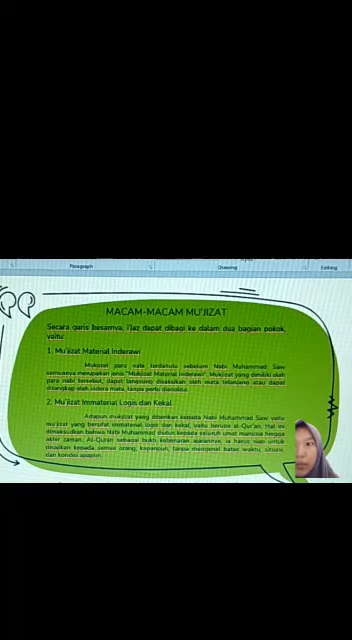 Paragraph Drawing Editing
MACAM-MACAM MU'JIZAT
Secara garis besarnya, i'jaz dapat dibagi ke dalam dua bagian pokok,
yaitu:
1. Mu'jizat Material Inderawi
Mukjizat para nabi terdahulu sebelum Nabi Muhammad Saw
semuanya merupakan jenis "Mukjizat Material Inderawi". Mukjizat yang dimiliki oleh
para nabi tersebut, dapat langsung disaksikan oleh mata telanjang atau dapat
ditangkap oleh indera mata, tanpa perlu dianalisa.
2. Mu'jizat Immaterial Logis dan Kekal
Adapun mukjizat yang diberikan kepada Nabi Muhammad Saw, yaitu
mu'jizat yang bersifat immaterial logis dan kekal, yaitu berupa al-Qur'an. Hal ini
dimaksudkan bahwa Nabi Muhammad diutus kepada seluruh umat manusia hingga
akhir zaman. Al-Quran sebagai bukti kebenaran ajarannya, ia harus siap untuk
disajikan kepada semua orang, kapanpun, tanpa mengenal batas waktu, situasi,
dan kondisi apapun.